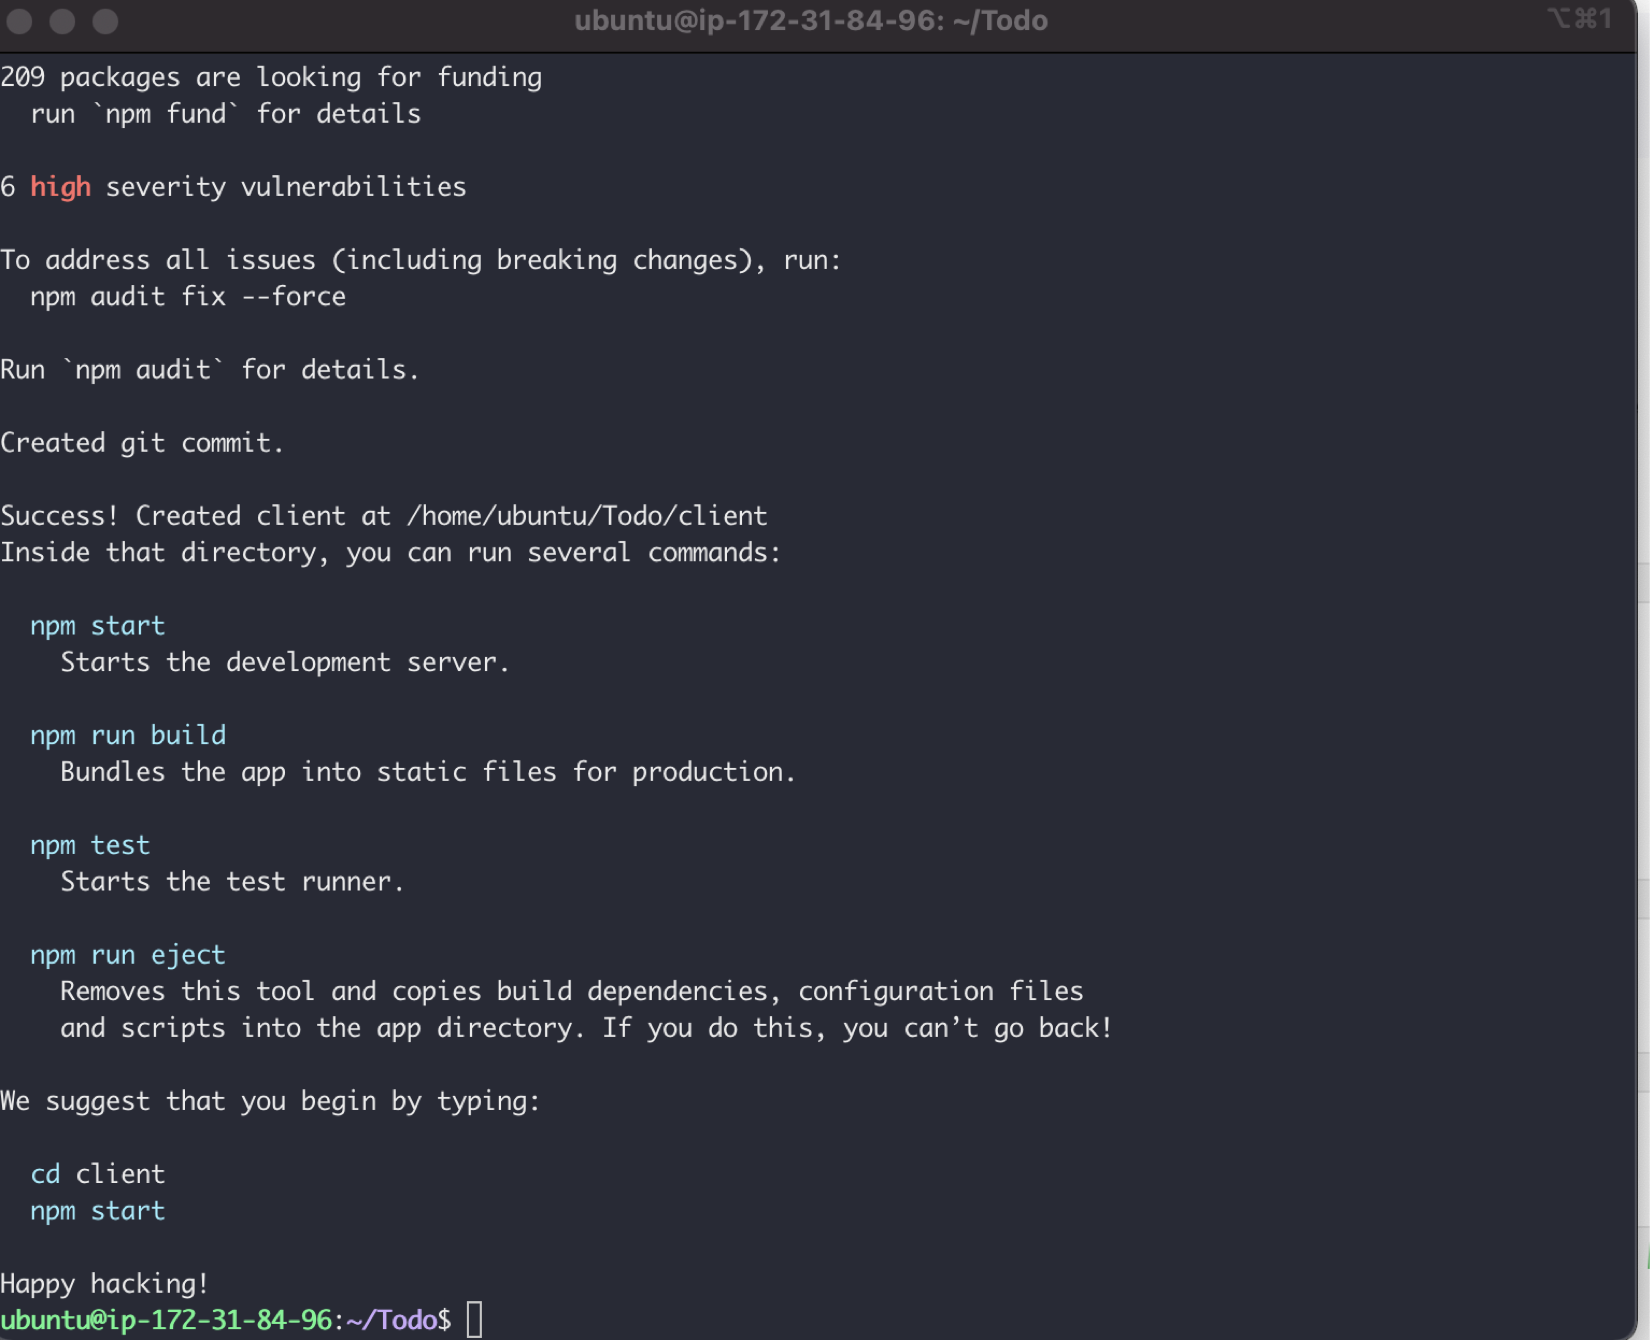 ubuntu@ip-172-31-84-96: ~/Todo
⌥⌘1
209 packages are looking for funding
  run `npm fund` for details
6 high severity vulnerabilities
To address all issues (including breaking changes), run:
  npm audit fix --force
Run `npm audit` for details.
Created git commit.
Success! Created client at /home/ubuntu/Todo/client
Inside that directory, you can run several commands:
  npm start
    Starts the development server.
  npm run build
    Bundles the app into static files for production.
  npm test
    Starts the test runner.
  npm run eject
    Removes this tool and copies build dependencies, configuration files
    and scripts into the app directory. If you do this, you can’t go back!
We suggest that you begin by typing:
  cd client
  npm start
Happy hacking!
ubuntu@ip-172-31-84-96:~/Todo$